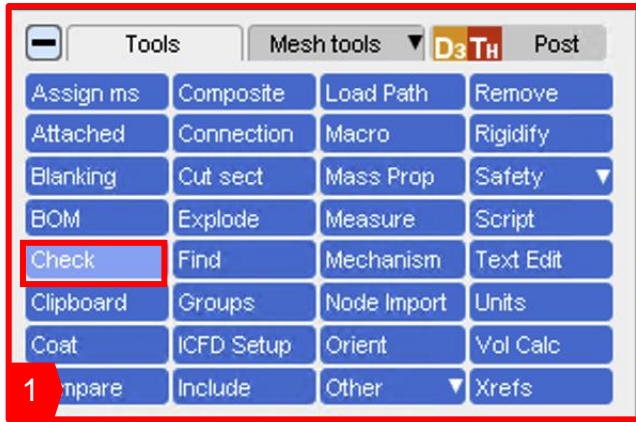 Tools Mesh tools D3 TH Post
Assign ms Composite Load Path Remove
Attached Connection Macro Rigidify
Blanking Cut sect Mass Prop Safety
BOM Explode Measure Script
Check Find Mechanism Text Edit
Clipboard Groups Node Import Units
Coat ICFD Setup Orient Vol Calc
1 mpare Include Other Xrefs